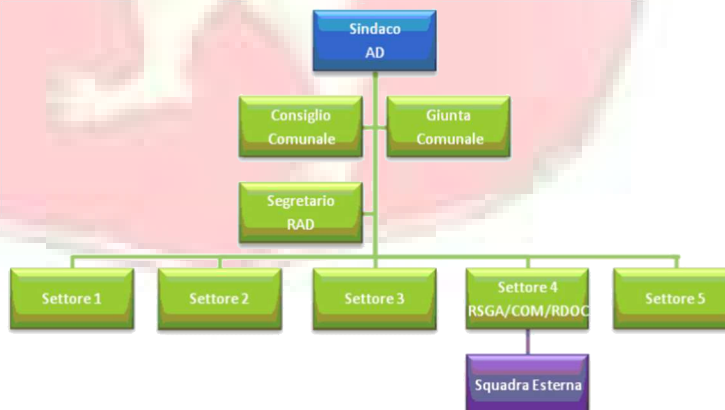 Sindaco
AD
Consiglio
Comunale
Giunta
Comunale
Segretario
RAD
Settore 1
Settore 2
Settore 3
Settore 4
RSGA/COM/RDOC
Settore 5
Squadra Esterna